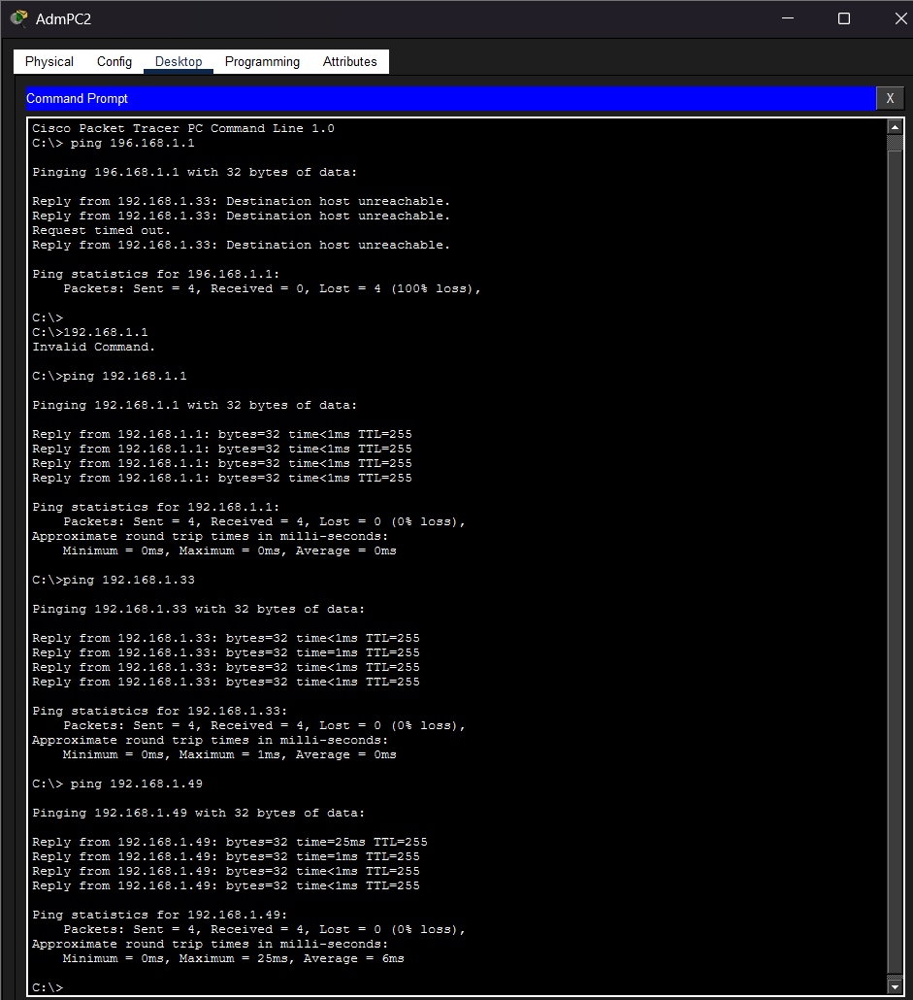 AdmPC2
Physical Config Desktop Programming Attributes
Command Prompt X
Cisco Packet Tracer PC Command Line 1.0
C:\> ping 196.168.1.1
Pinging 196.168.1.1 with 32 bytes of data:
Reply from 192.168.1.33: Destination host unreachable.
Reply from 192.168.1.33: Destination host unreachable.
Request timed out.
Reply from 192.168.1.33: Destination host unreachable.
Ping statistics for 196.168.1.1:
    Packets: Sent = 4, Received = 0, Lost = 4 (100% loss),
C:\>
C:\>192.168.1.1
Invalid Command.
C:\>ping 192.168.1.1
Pinging 192.168.1.1 with 32 bytes of data:
Reply from 192.168.1.1: bytes=32 time<1ms TTL=255
Reply from 192.168.1.1: bytes=32 time<1ms TTL=255
Reply from 192.168.1.1: bytes=32 time<1ms TTL=255
Reply from 192.168.1.1: bytes=32 time<1ms TTL=255
Ping statistics for 192.168.1.1:
    Packets: Sent = 4, Received = 4, Lost = 0 (0% loss),
Approximate round trip times in milli-seconds:
    Minimum = 0ms, Maximum = 0ms, Average = 0ms
C:\>ping 192.168.1.33
Pinging 192.168.1.33 with 32 bytes of data:
Reply from 192.168.1.33: bytes=32 time<1ms TTL=255
Reply from 192.168.1.33: bytes=32 time=1ms TTL=255
Reply from 192.168.1.33: bytes=32 time<1ms TTL=255
Reply from 192.168.1.33: bytes=32 time<1ms TTL=255
Ping statistics for 192.168.1.33:
    Packets: Sent = 4, Received = 4, Lost = 0 (0% loss),
Approximate round trip times in milli-seconds:
    Minimum = 0ms, Maximum = 1ms, Average = 0ms
C:\> ping 192.168.1.49
Pinging 192.168.1.49 with 32 bytes of data:
Reply from 192.168.1.49: bytes=32 time=25ms TTL=255
Reply from 192.168.1.49: bytes=32 time=1ms TTL=255
Reply from 192.168.1.49: bytes=32 time<1ms TTL=255
Reply from 192.168.1.49: bytes=32 time<1ms TTL=255
Ping statistics for 192.168.1.49:
    Packets: Sent = 4, Received = 4, Lost = 0 (0% loss),
Approximate round trip times in milli-seconds:
    Minimum = 0ms, Maximum = 25ms, Average = 6ms
C:\>